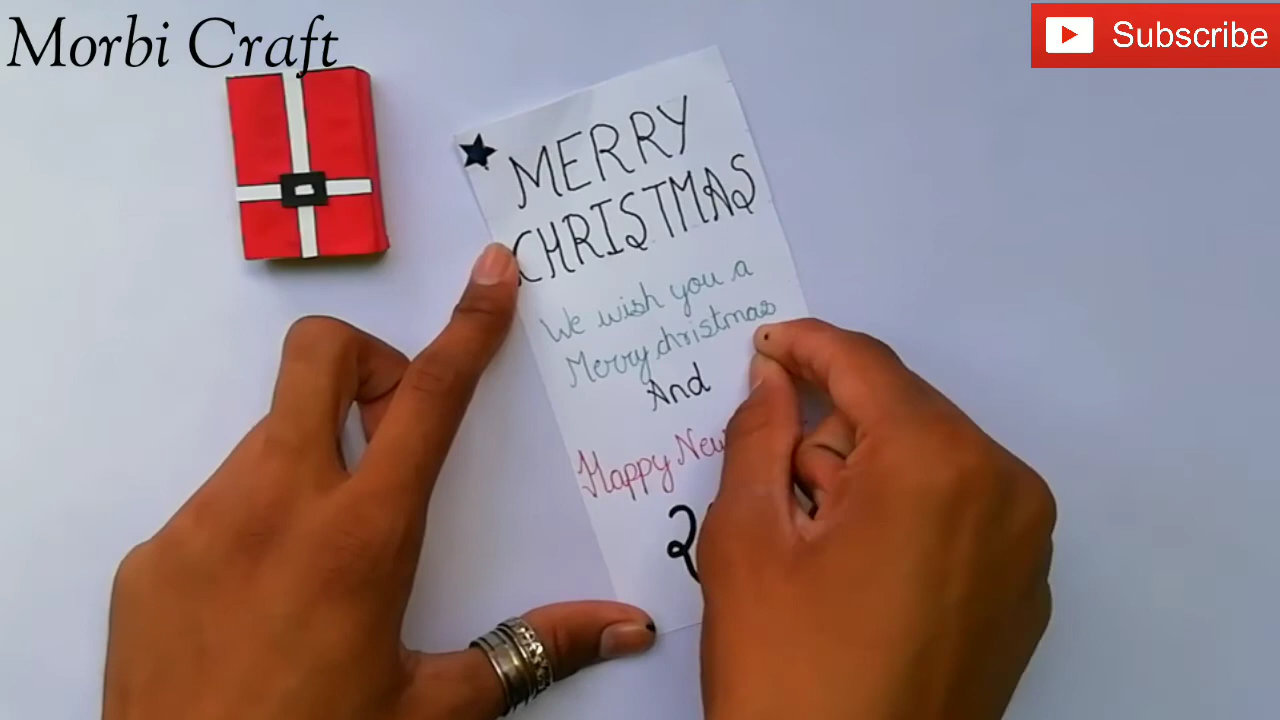 Morbi Craft
Subscribe
MERRY
CHRISTMAS
We wish you a
Merry christmas
And
Happy New